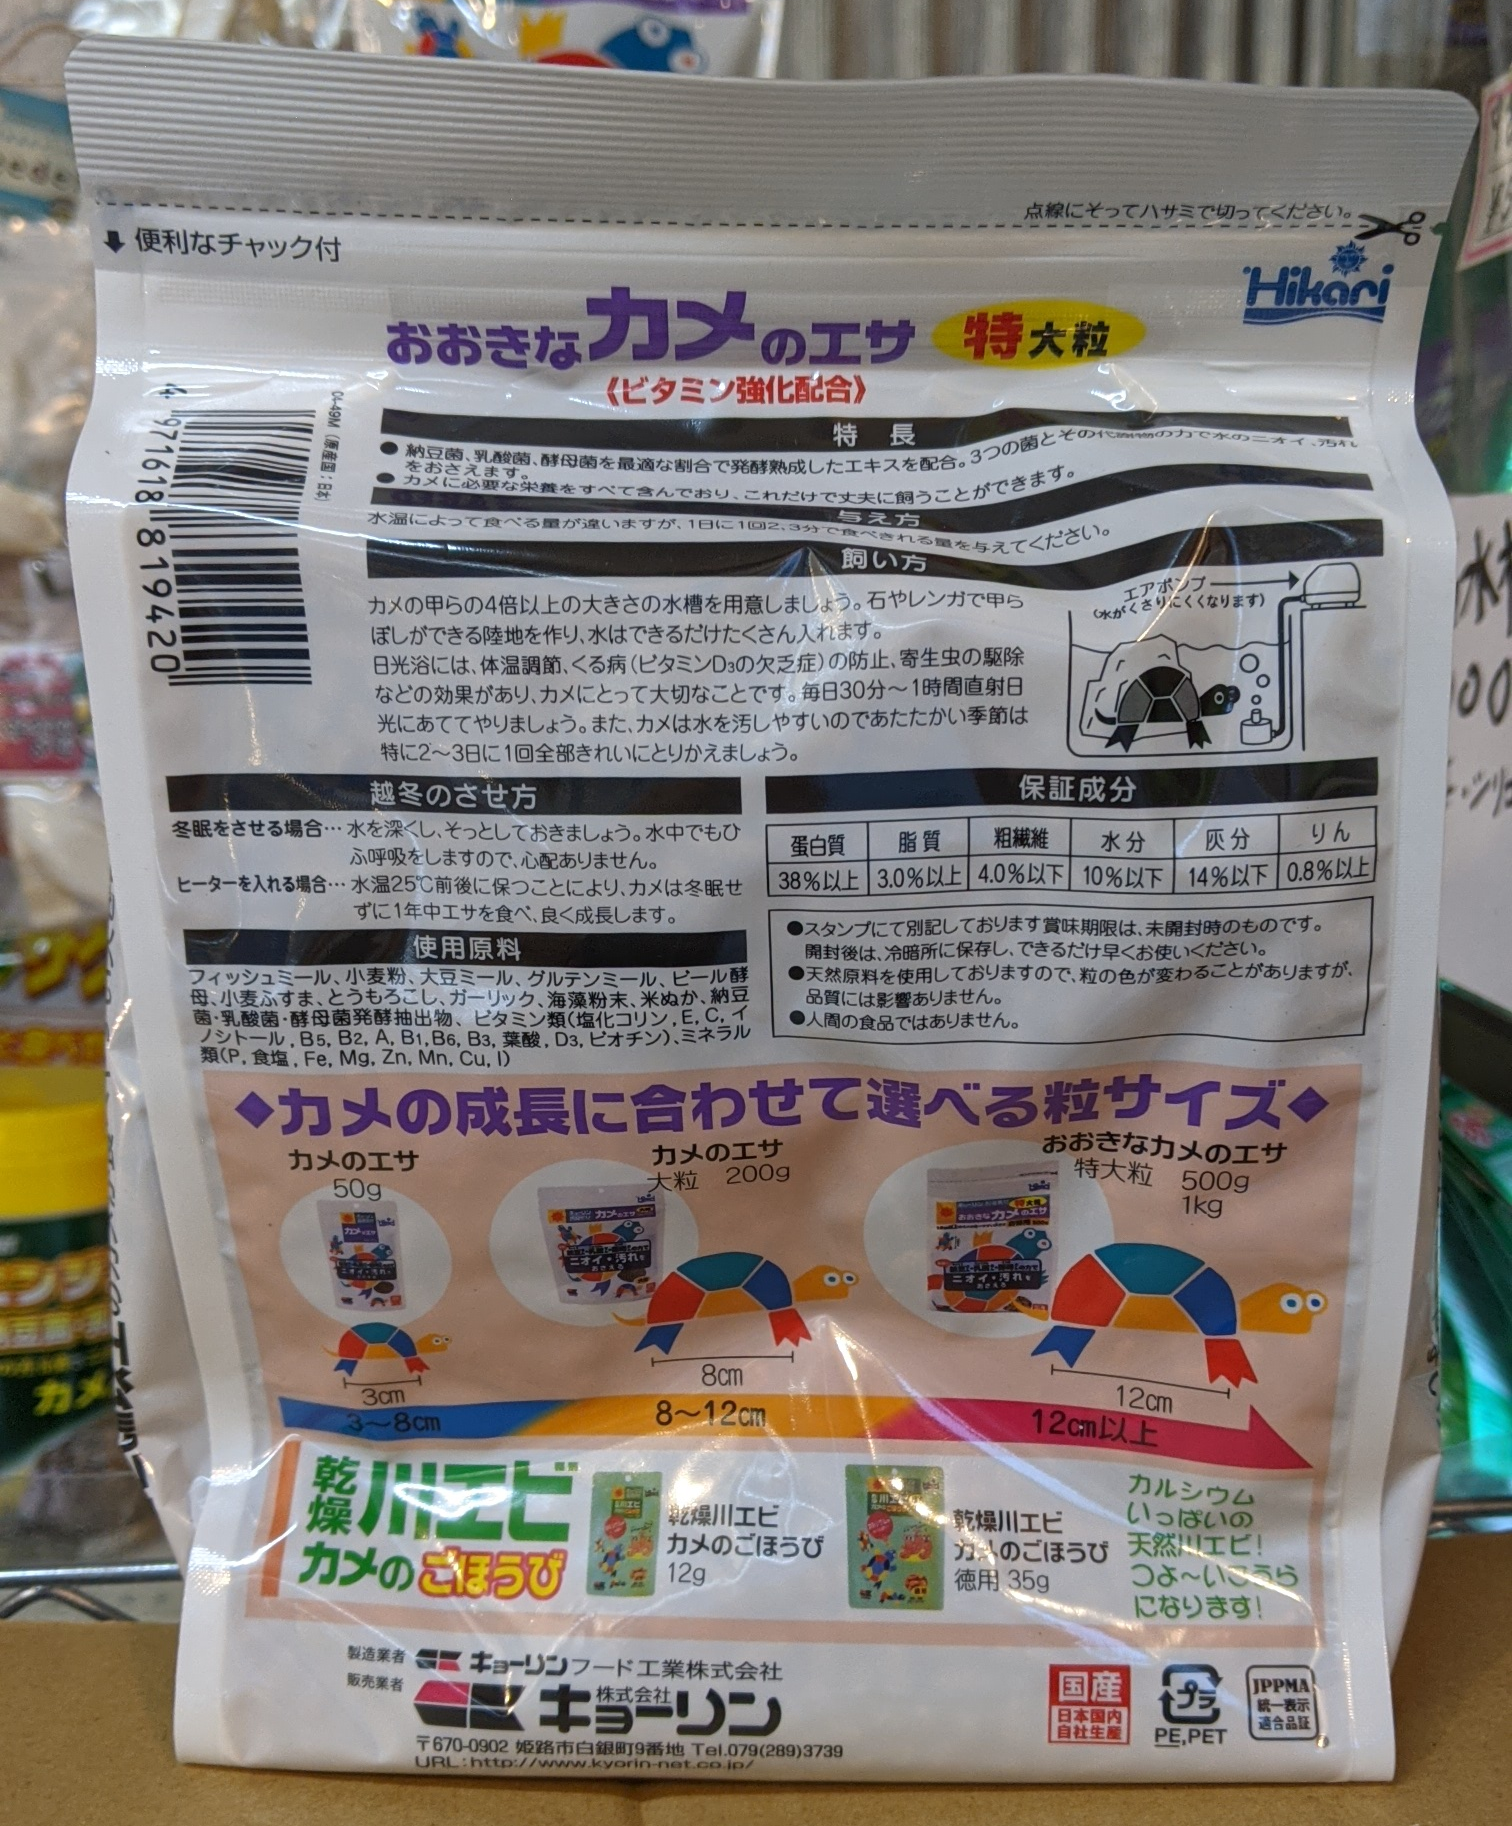 点線にそってハサミで切ってください。
便利なチャック付
Hikari
おおきなカメのエサ 特大粒
《ビタミン強化配合》
4 971618 819420
04-49M (原産国:日本)
特長
●納豆菌、乳酸菌、酵母菌を最適な割合で発酵熟成したエキスを配合。3つの菌とその代謝物の力で水のニオイ、汚れ
をおさえます。
●カメに必要な栄養をすべて含んでおり、これだけで丈夫に飼うことができます。
与え方
水温によって食べる量が違いますが、1日に1回2、3分で食べきれる量を与えてください。
飼い方
カメの甲らの4倍以上の大きさの水槽を用意しましょう。石やレンガで甲ら
ぼしができる陸地を作り、水はできるだけたくさん入れます。
日光浴には、体温調節、くる病(ビタミンD3の欠乏症)の防止、寄生虫の駆除
などの効果があり、カメにとって大切なことです。毎日30分〜1時間直射日
光にあててやりましょう。また、カメは水を汚しやすいのであたたかい季節は
特に2〜3日に1回全部きれいにとりかえましょう。
エアポンプ
(水がくさりにくくなります)
越冬のさせ方
冬眠をさせる場合…水を深くし、そっとしておきましょう。水中でもひ
ふ呼吸をしますので、心配ありません。
ヒーターを入れる場合…水温25℃前後に保つことにより、カメは冬眠せ
ずに1年中エサを食べ、良く成長します。
使用原料
フィッシュミール、小麦粉、大豆ミール、グルテンミール、ビール酵
母、小麦ふすま、とうもろこし、ガーリック、海藻粉末、米ぬか、納豆
菌・乳酸菌・酵母菌発酵抽出物、ビタミン類(塩化コリン, E, C, イ
ノシトール, B5, B2, A, B1, B6, B3, 葉酸, D3, ビオチン)、ミネラル
類(P, 食塩, Fe, Mg, Zn, Mn, Cu, I)
保証成分
蛋白質 脂質 粗繊維 水分 灰分 りん
38%以上 3.0%以上 4.0%以下 10%以下 14%以下 0.8%以上
●スタンプにて別記しております賞味期限は、未開封時のものです。
開封後は、冷暗所に保存し、できるだけ早くお使いください。
●天然原料を使用しておりますので、粒の色が変わることがありますが、
品質には影響ありません。
●人間の食品ではありません。
◆カメの成長に合わせて選べる粒サイズ◆
カメのエサ
50g
カメのエサ
大粒 200g
おおきなカメのエサ
特大粒 500g
1kg
3cm
8cm
12cm
3〜8cm
8〜12cm
12cm以上
乾燥川エビ
カメのごほうび
乾燥川エビ
カメのごほうび
12g
乾燥川エビ
カメのごほうび
徳用 35g
カルシウム
いっぱいの
天然川エビ!
つよ〜いこうら
になります!
製造業者 キョーリンフード工業株式会社
販売業者 株式会社キョーリン
〒670-0902 姫路市白銀町9番地 Tel.079(289)3739
URL:http://www.kyorin-net.co.jp/
国産
日本国内
自社生産
プラ
PE,PET
JPPMA
統一表示
適合品証